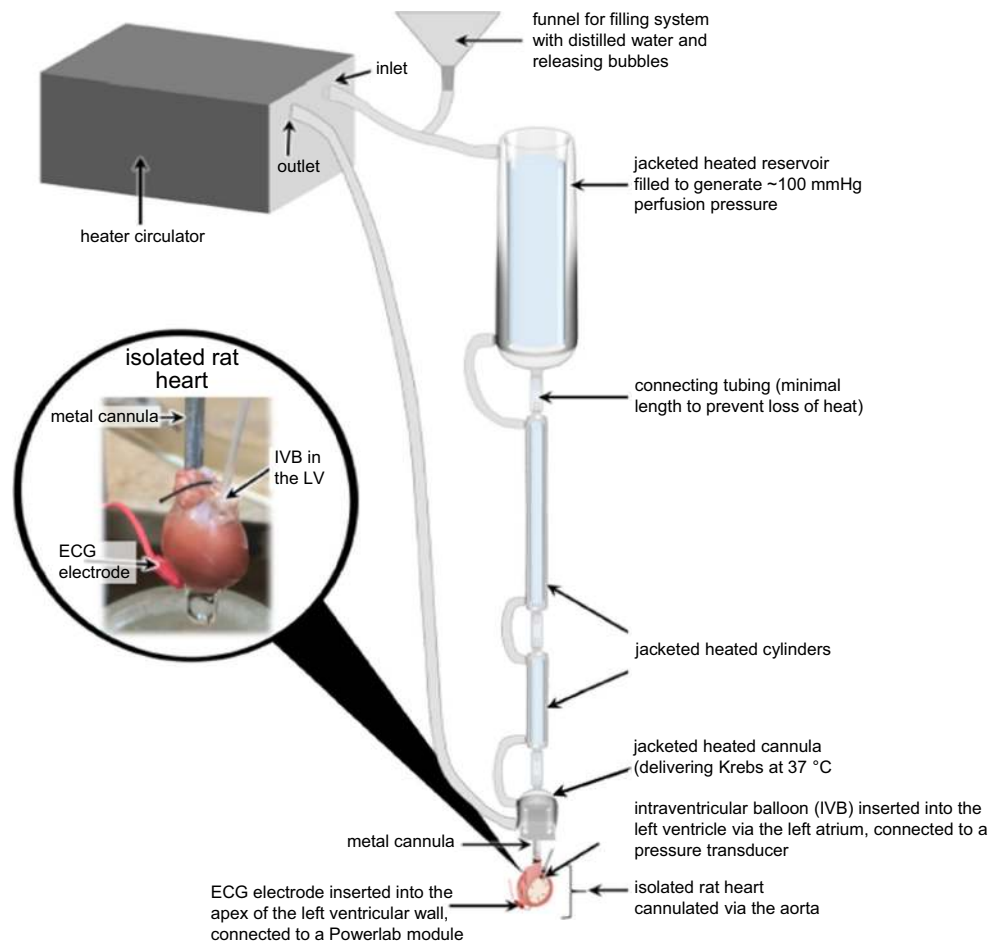 funnel for filling system
with distilled water and
releasing bubbles
inlet
outlet
heater circulator
jacketed heated reservoir
filled to generate ~100 mmHg
perfusion pressure
isolated rat
heart
metal cannula
IVB in
the LV
ECG
electrode
connecting tubing (minimal
length to prevent loss of heat)
jacketed heated cylinders
jacketed heated cannula
(delivering Krebs at 37 °C
intraventricular balloon (IVB) inserted into the
left ventricle via the left atrium, connected to a
pressure transducer
metal cannula
isolated rat heart
cannulated via the aorta
ECG electrode inserted into the
apex of the left ventricular wall,
connected to a Powerlab module